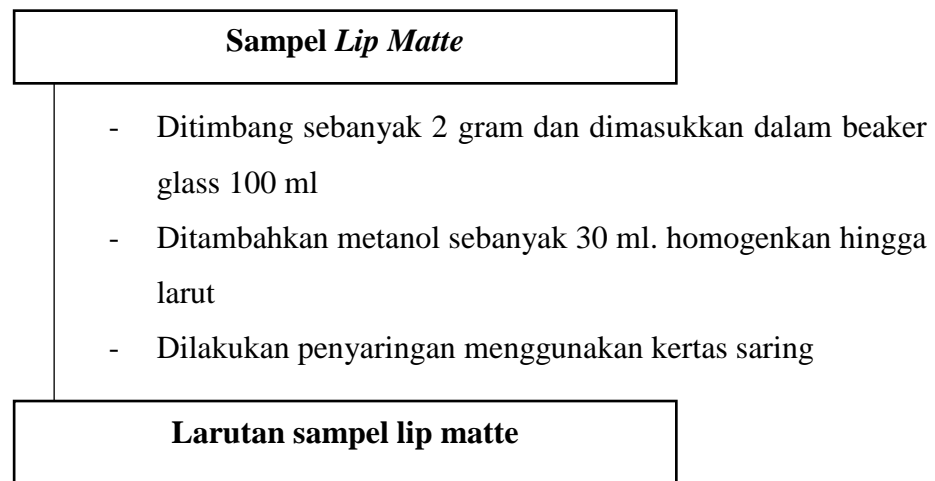 Sampel Lip Matte
- Ditimbang sebanyak 2 gram dan dimasukkan dalam beaker
glass 100 ml
- Ditambahkan metanol sebanyak 30 ml. homogenkan hingga
larut
- Dilakukan penyaringan menggunakan kertas saring
Larutan sampel lip matte